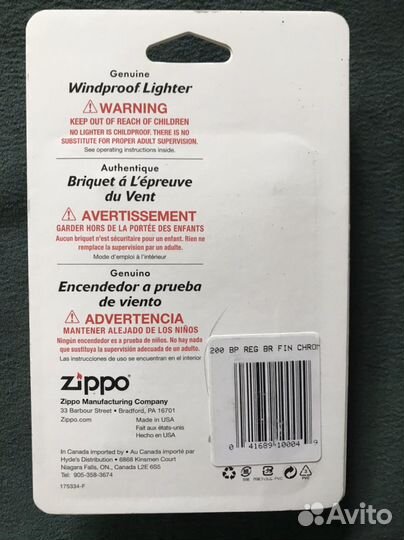 Genuine
Windproof Lighter
WARNING
KEEP OUT OF REACH OF CHILDREN
NO LIGHTER IS CHILDPROOF. THERE IS NO
SUBSTITUTE FOR PROPER ADULT SUPERVISION.
See operating instructions inside.
Authentique
Briquet á L'épreuve
du Vent
AVERTISSEMENT
GARDER HORS DE LA PORTÉE DES ENFANTS
Aucun briquet n'est sécuritaire pour un enfant. Rien ne
remplace la supervision par un adulte.
Mode d'emploi à l'intérieur
Genuino
Encendedor a prueba
de viento
ADVERTENCIA
MANTENER ALEJADO DE LOS NIÑOS
Ningún encendedor es a prueba de niños. No hay nada
que sustituya la supervisión adecuada de un adulto.
Las instrucciones de uso se encuentran en el interior
zippo
Zippo Manufacturing Company
33 Barbour Street • Bradford, PA 16701
Zippo.com
Made in USA
Fait aux états-unis
Hecho en USA
In Canada imported by • Au Canada importé par
Hyde's Distribution • 6868 Kinsmen Court
Niagara Falls, ON., Canada L2E 6S5
Tel: 905-358-3674
175334-F
200 BP REG BR FIN CHROM
0 41689 10004 9
PVC
Avito